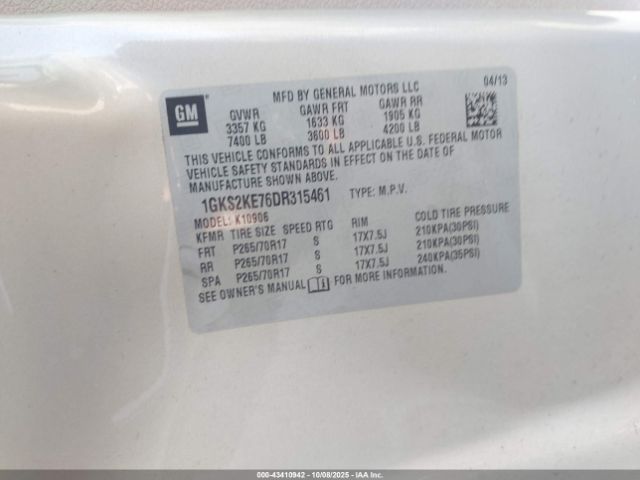 MFD BY GENERAL MOTORS LLC 04/13
GM
GVWR GAWR FRT GAWR RR
3357 KG 1633 KG 1905 KG
7400 LB 3600 LB 4200 LB
THIS VEHICLE CONFORMS TO ALL APPLICABLE U.S. FEDERAL MOTOR
VEHICLE SAFETY STANDARDS IN EFFECT ON THE DATE OF
MANUFACTURE SHOWN ABOVE.
1GKS2KE76DR315461 TYPE: M.P.V.
MODEL: K10906
KFMR TIRE SIZE SPEED RTG RIM COLD TIRE PRESSURE
FRT P265/70R17 S 17X7.5J 210KPA(30PSI)
RR P265/70R17 S 17X7.5J 210KPA(30PSI)
SPA P265/70R17 S 17X7.5J 240KPA(35PSI)
SEE OWNER'S MANUAL FOR MORE INFORMATION.
000-43410942 10/08/2025 - COPART/IAA